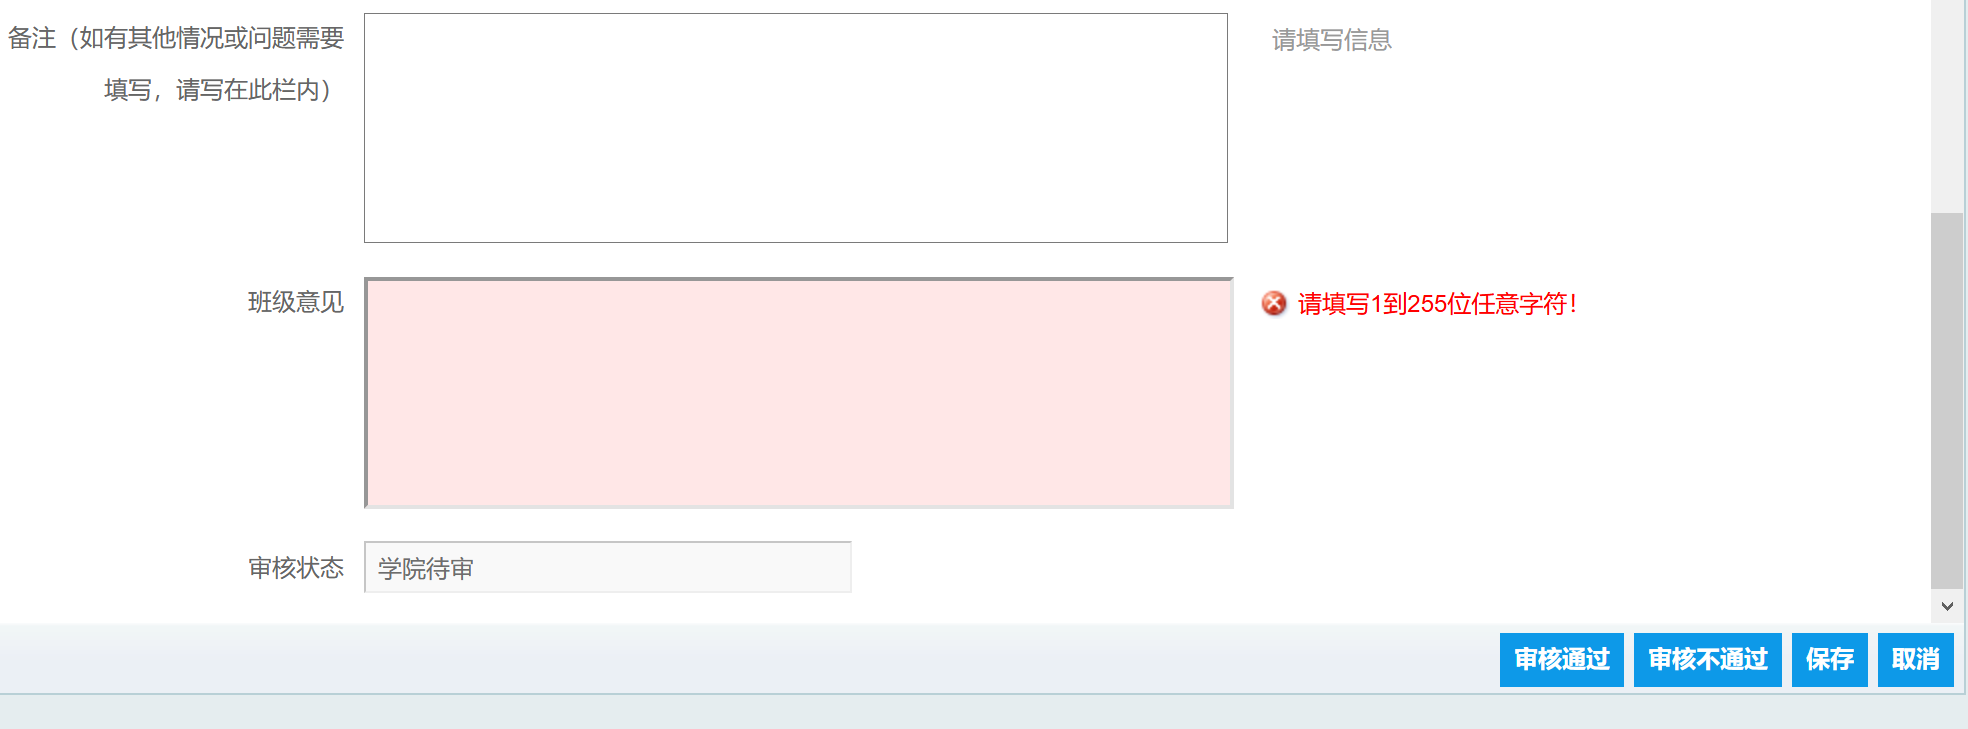 备注（如有其他情况或问题需要
填写，请写在此栏内）
请填写信息
班级意见
请填写1到255位任意字符！
审核状态
学院待审
审核通过
审核不通过
保存
取消